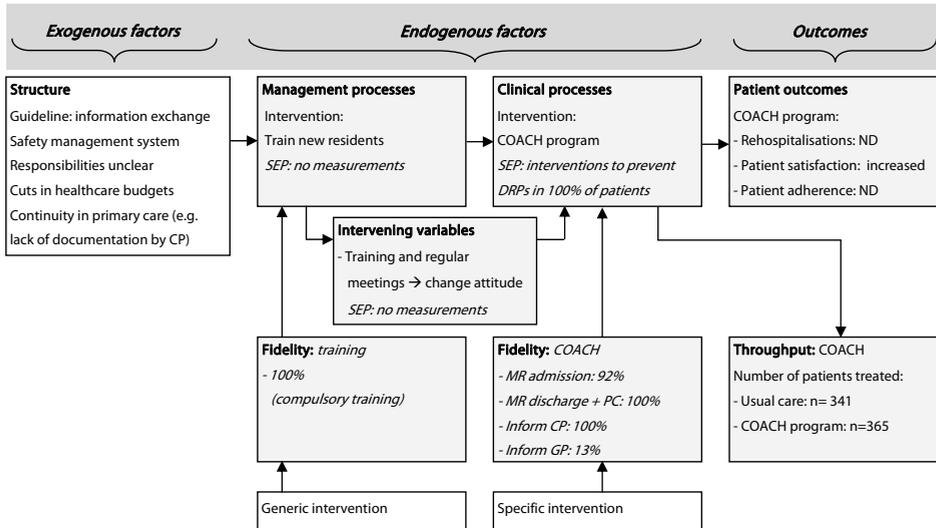 Exogenous factors
Endogenous factors
Outcomes
Structure
Guideline: information exchange
Safety management system
Responsibilities unclear
Cuts in healthcare budgets
Continuity in primary care (e.g.
lack of documentation by CP)
Management processes
Intervention:
Train new residents
SEP: no measurements
Clinical processes
Intervention:
COACH program
SEP: interventions to prevent
DRPs in 100% of patients
Patient outcomes
COACH program:
- Rehospitalisations: ND
- Patient satisfaction: increased
- Patient adherence: ND
Intervening variables
- Training and regular
meetings → change attitude
SEP: no measurements
Fidelity: training
- 100%
(compulsory training)
Fidelity: COACH
- MR admission: 92%
- MR discharge + PC: 100%
- Inform CP: 100%
- Inform GP: 13%
Throughput: COACH
Number of patients treated:
- Usual care: n= 341
- COACH program: n=365
Generic intervention
Specific intervention